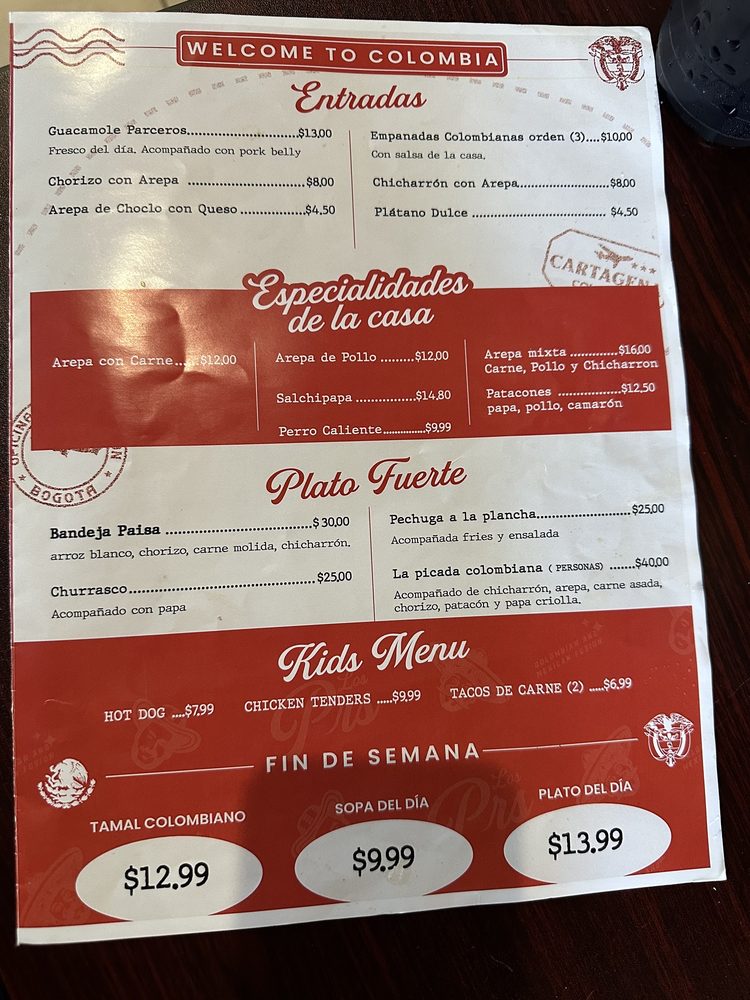 WELCOME TO COLOMBIA
Entradas
Guacamole Parceros..............................$13,00
Fresco del día. Acompañado con pork belly
Chorizo con Arepa ...............................$8,00
Arepa de Choclo con Queso..................$4,50
Empanadas Colombianas orden (3)....$10,00
Con salsa de la casa.
Chicharrón con Arepa.........................$8,00
Plátano Dulce .................................... $4,50
CARTAGEN
Especialidades
de la casa
Arepa con Carne.....$12,00
Arepa de Pollo .........$12,00
Salchipapa ................$14,80
Perro Caliente.............$9,99
Arepa mixta .............$16,00
Carne, Pollo y Chicharron
Patacones .................$12,50
papa, pollo, camarón
BOGOTA
Plato Fuerte
Bandeja Paisa .....................................$ 30,00
arroz blanco, chorizo, carne molida, chicharrón.
Churrasco...............................................$25,00
Acompañado con papa
Pechuga a la plancha.......................$25,00
Acompañada fries y ensalada
La picada colombiana ( PERSONAS) .......$40,00
Acompañado de chicharrón, arepa, carne asada,
chorizo, patacón y papa criolla.
Kids Menu
HOT DOG ....$7,99
CHICKEN TENDERS .....$9,99
TACOS DE CARNE (2) .....$6,99
FIN DE SEMANA
TAMAL COLOMBIANO
$12.99
SOPA DEL DÍA
$9.99
PLATO DEL DÍA
$13.99